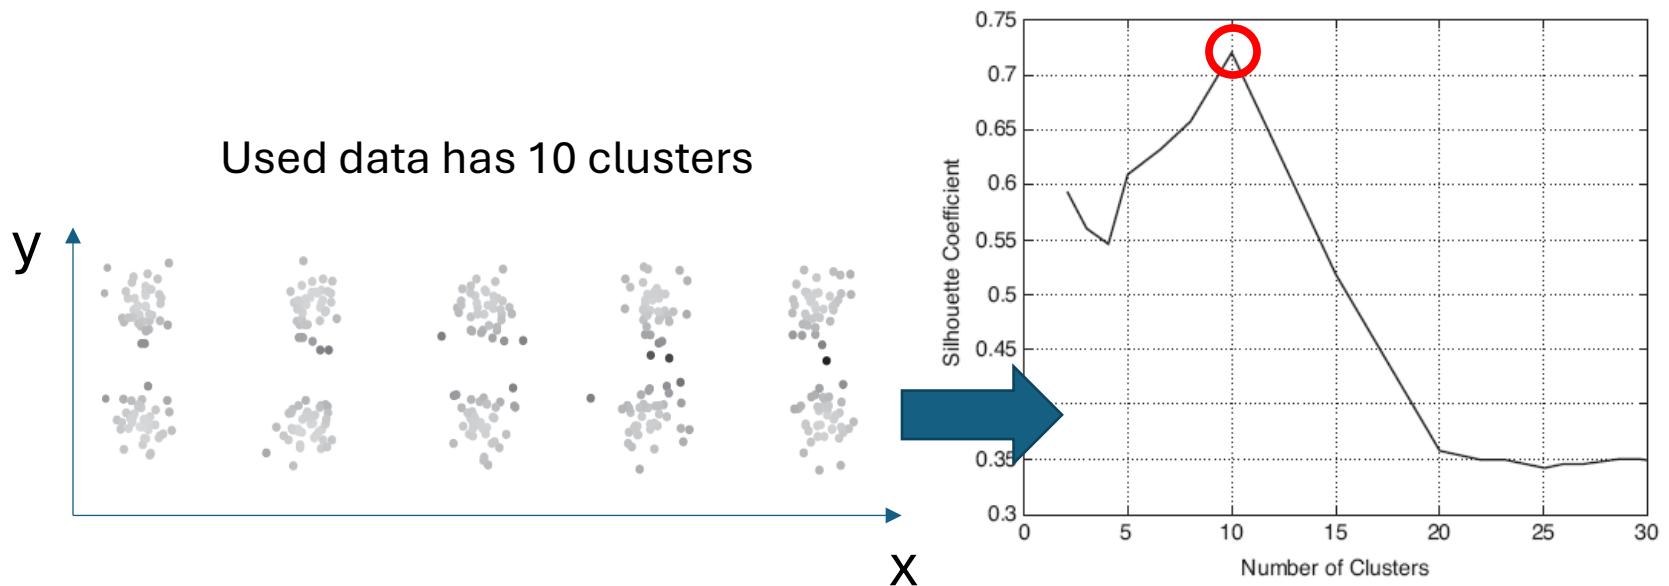 Used data has 10 clusters
y
x
0.75
0.7
0.65
0.6
0.55
0.5
0.45
0.35
0.3
0 5 10 15 20 25 30
Silhouette Coefficient
Number of Clusters